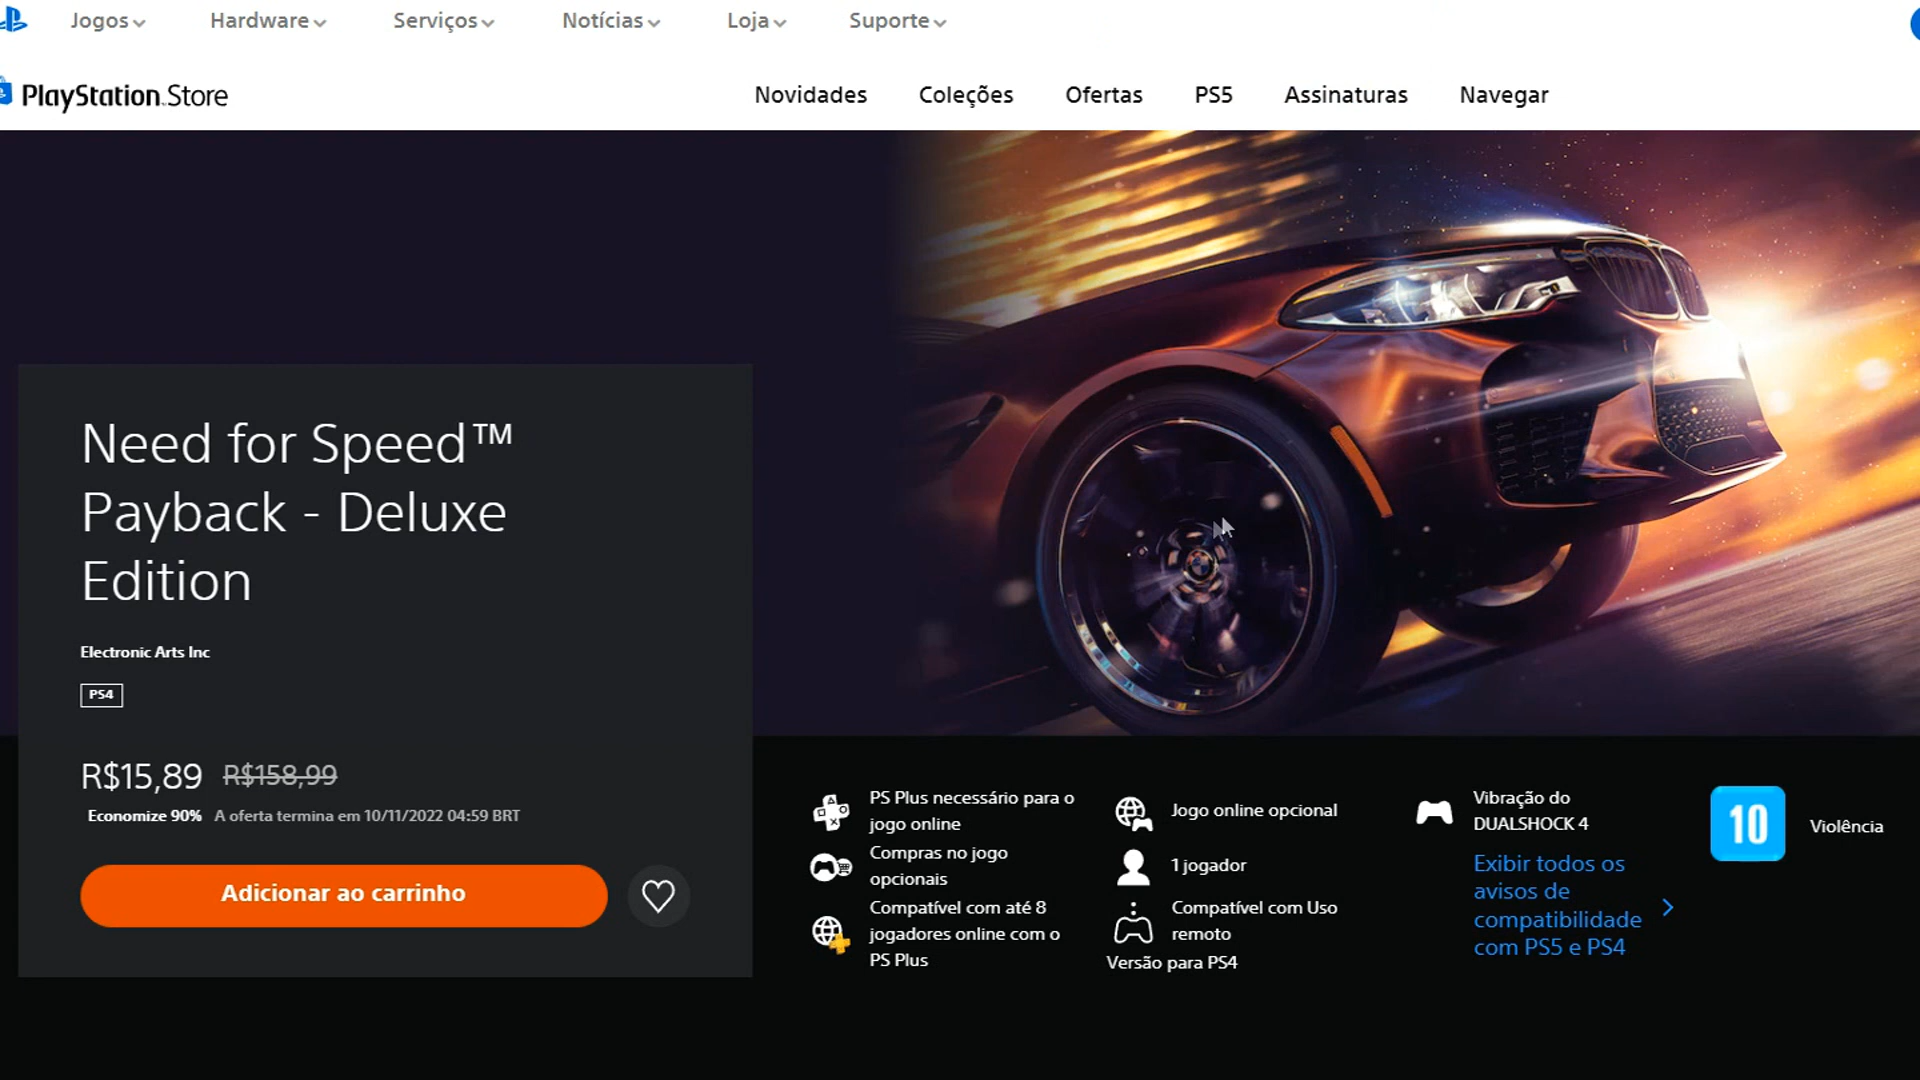 Jogos
Hardware
Serviços
Notícias
Loja
Suporte
PlayStation Store
Novidades
Coleções
Ofertas
PS5
Assinaturas
Navegar
Need for Speed™
Payback - Deluxe
Edition
Electronic Arts Inc
PS4
R$15,89 R$158,99
Economize 90% A oferta termina em 10/11/2022 04:59 BRT
Adicionar ao carrinho
PS Plus necessário para o
jogo online
Compras no jogo
opcionais
Compatível com até 8
jogadores online com o
PS Plus
Jogo online opcional
1 jogador
Compatível com Uso
remoto
Versão para PS4
Vibração do
DUALSHOCK 4
Exibir todos os
avisos de
compatibilidade
com PS5 e PS4
10
Violência